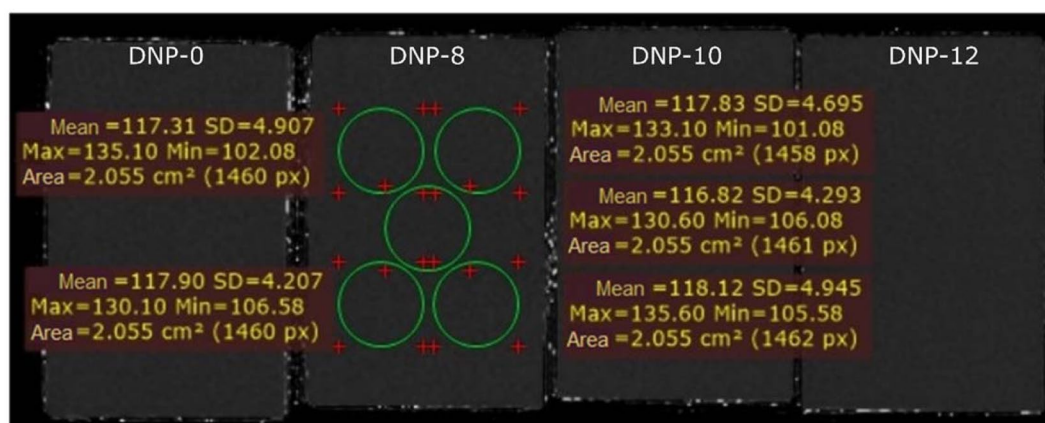 DNP-0 DNP-8 DNP-10 DNP-12
Mean =117.31 SD=4.907
Max=135.10 Min=102.08
Area =2.055 cm² (1460 px)
Mean =117.90 SD=4.207
Max=130.10 Min=106.58
Area =2.055 cm² (1460 px)
Mean =117.83 SD=4.695
Max=133.10 Min=101.08
Area =2.055 cm² (1458 px)
Mean =116.82 SD=4.293
Max=130.60 Min=106.08
Area =2.055 cm² (1461 px)
Mean =118.12 SD=4.945
Max=135.60 Min=105.58
Area =2.055 cm² (1462 px)